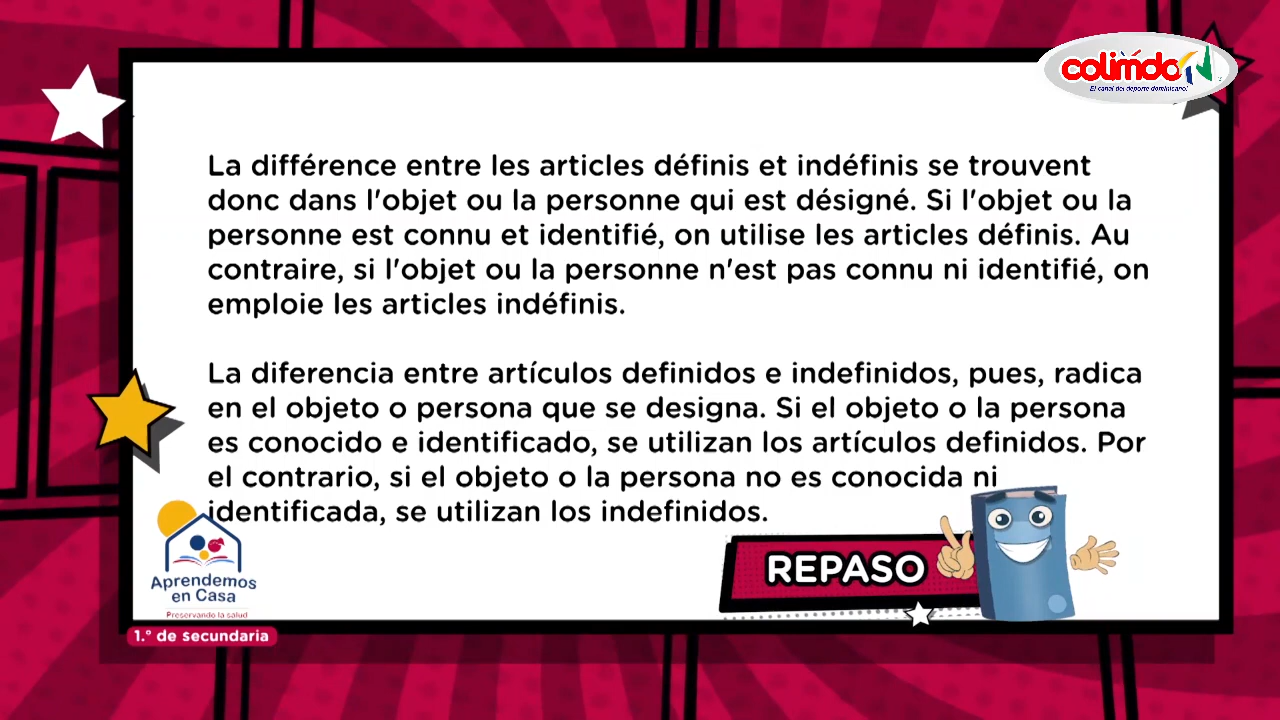 colimdo
El canal del deporte dominicano.
La différence entre les articles définis et indéfinis se trouvent
donc dans l'objet ou la personne qui est désigné. Si l'objet ou la
personne est connu et identifié, on utilise les articles définis. Au
contraire, si l'objet ou la personne n'est pas connu ni identifié, on
emploie les articles indéfinis.
La diferencia entre artículos definidos e indefinidos, pues, radica
en el objeto o persona que se designa. Si el objeto o la persona
es conocido e identificado, se utilizan los artículos definidos. Por
el contrario, si el objeto o la persona no es conocida ni
identificada, se utilizan los indefinidos.
REPASO
Aprendemos
en Casa
Preservando la salud
1.° de secundaria